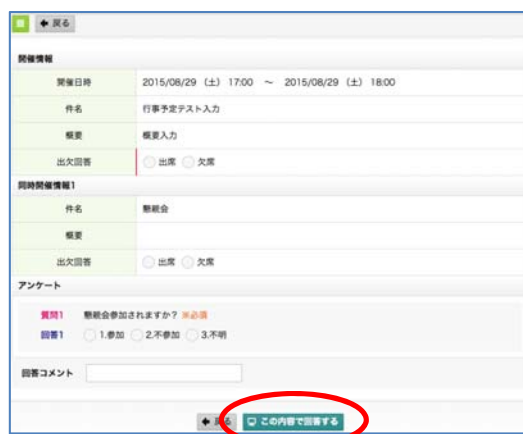 戻る
開催情報
開催日時 2015/08/29 (土) 17:00 ~ 2015/08/29 (土) 18:00
件名 行事予定テスト入力
概要 概要入力
出欠回答 出席 欠席
同時開催情報1
件名 懇親会
概要
出欠回答 出席 欠席
アンケート
質問1 懇親会参加されますか? ※必須
回答1 1.参加 2.不参加 3.不明
回答コメント
戻る この内容で回答する